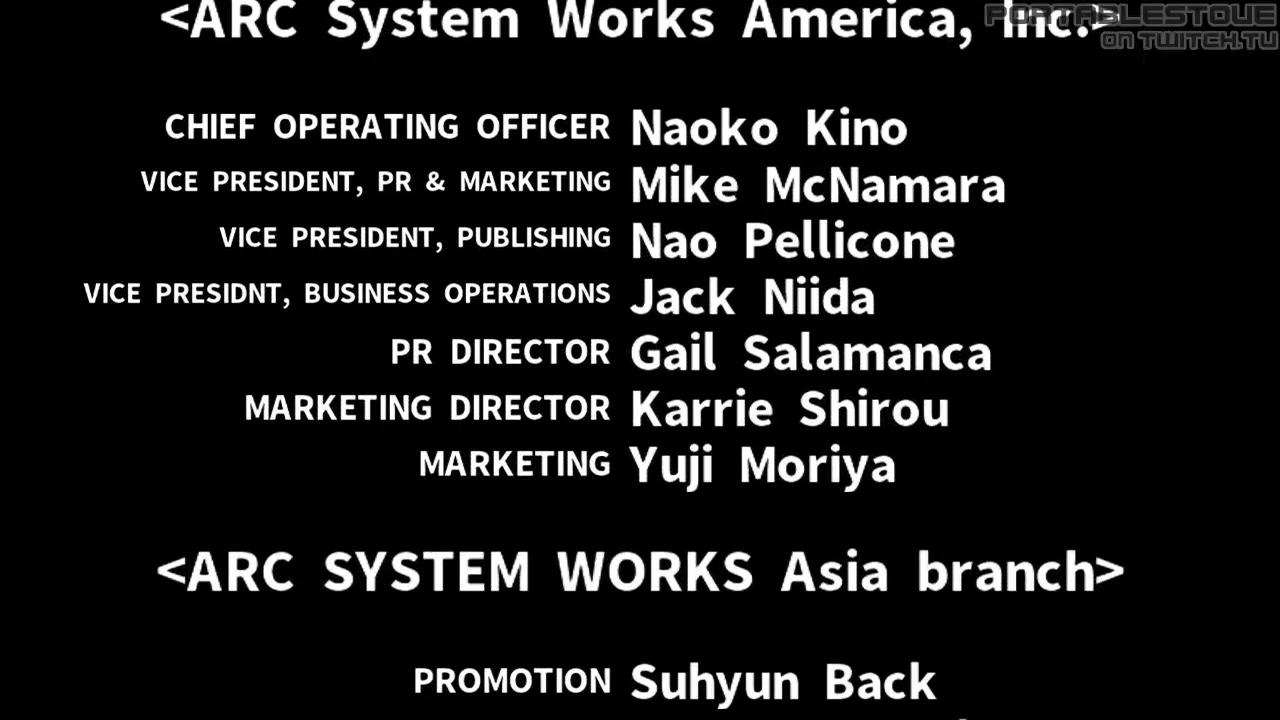 <ARC System Works America, Inc.>
PORTABLESTOVE
ON TWITCH.TV
CHIEF OPERATING OFFICER Naoko Kino
VICE PRESIDENT, PR & MARKETING Mike McNamara
VICE PRESIDENT, PUBLISHING Nao Pellicone
VICE PRESIDNT, BUSINESS OPERATIONS Jack Niida
PR DIRECTOR Gail Salamanca
MARKETING DIRECTOR Karrie Shirou
MARKETING Yuji Moriya
<ARC SYSTEM WORKS Asia branch>
PROMOTION Suhyun Back